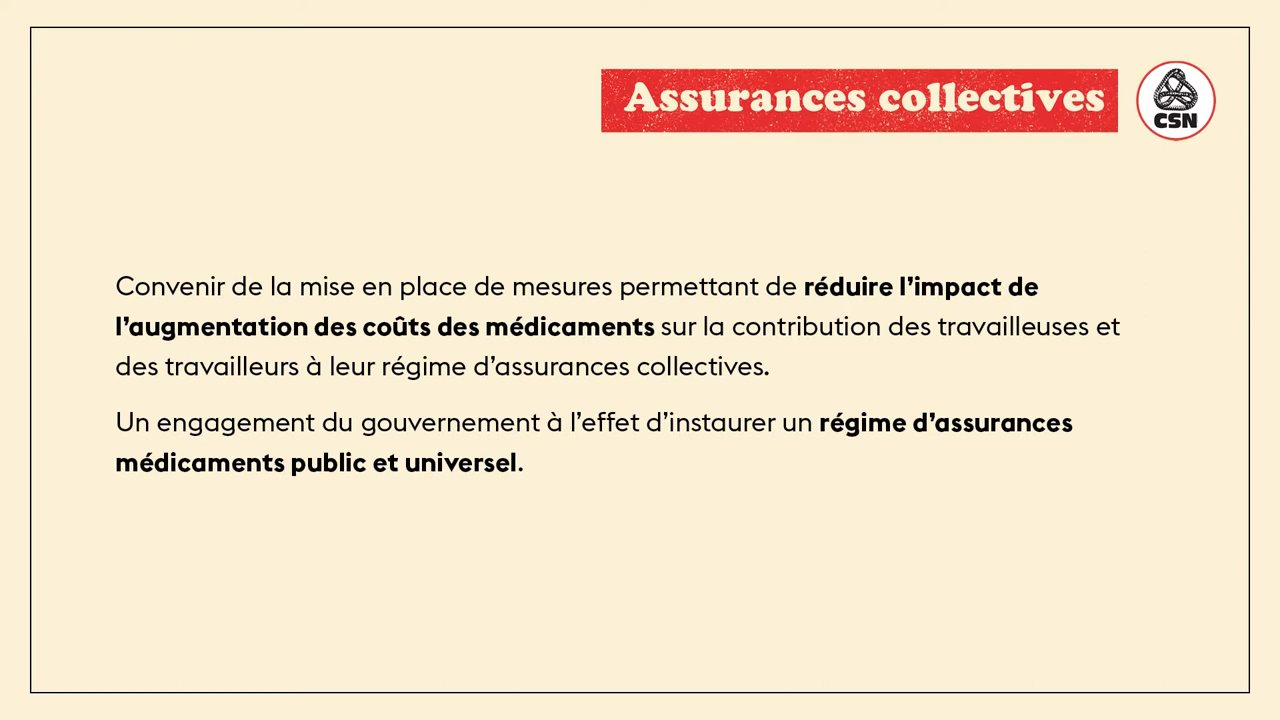 Assurances collectives
CSN
Convenir de la mise en place de mesures permettant de réduire l’impact de
l’augmentation des coûts des médicaments sur la contribution des travailleuses et
des travailleurs à leur régime d’assurances collectives.
Un engagement du gouvernement à l’effet d’instaurer un régime d’assurances
médicaments public et universel.